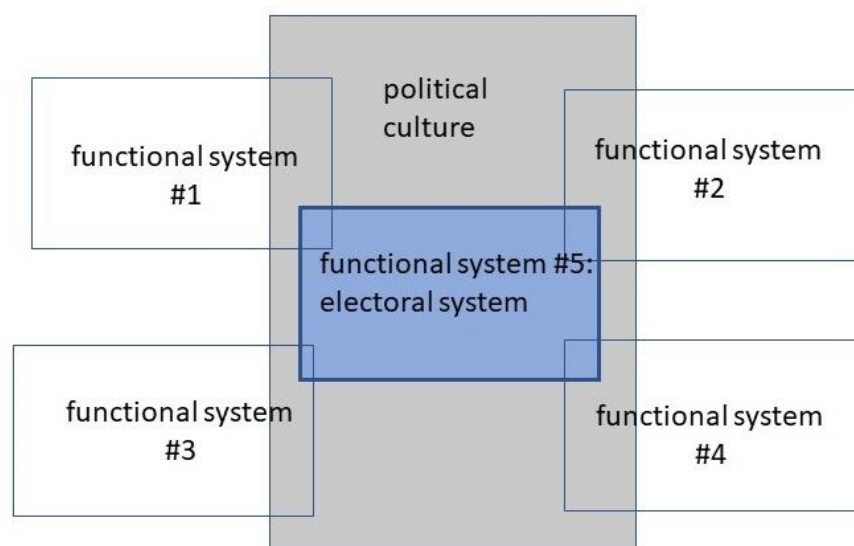 political
culture
functional system
#1
functional system
#2
functional system #5:
electoral system
functional system
#3
functional system
#4